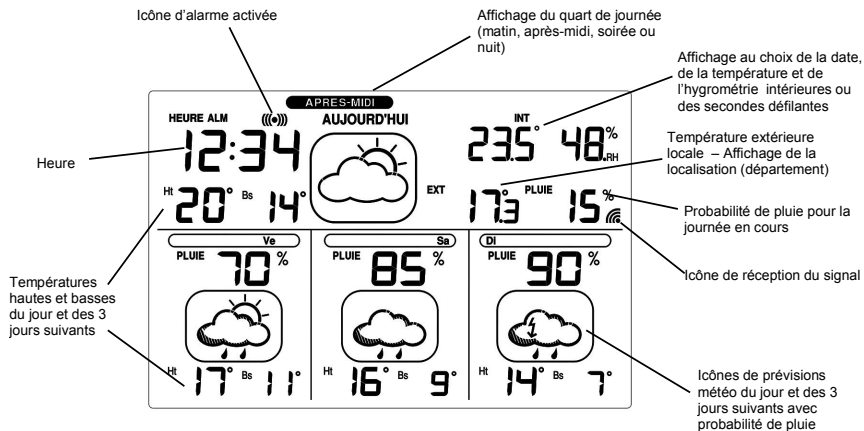 Icône d'alarme activée
Affichage du quart de journée
(matin, après-midi, soirée ou
nuit)
Affichage au choix de la date,
de la température et de
l'hygrométrie intérieures ou
des secondes défilantes
APRES-MIDI
HEURE ALM
AUJOURD'HUI
INT
12:34
23.5° 48%RH
Heure
Température extérieure
locale – Affichage de la
localisation (département)
Ht 20° Bs 14°
EXT 17.3° PLUIE 15%
Probabilité de pluie pour la
journée en cours
Icône de réception du signal
Ve
Sa
Di
PLUIE 70%
PLUIE 85%
PLUIE 90%
Températures
hautes et basses
du jour et des 3
jours suivants
Ht 17° Bs 11°
Ht 16° Bs 9°
Ht 14° Bs 7°
Icônes de prévisions
météo du jour et des 3
jours suivants avec
probabilité de pluie